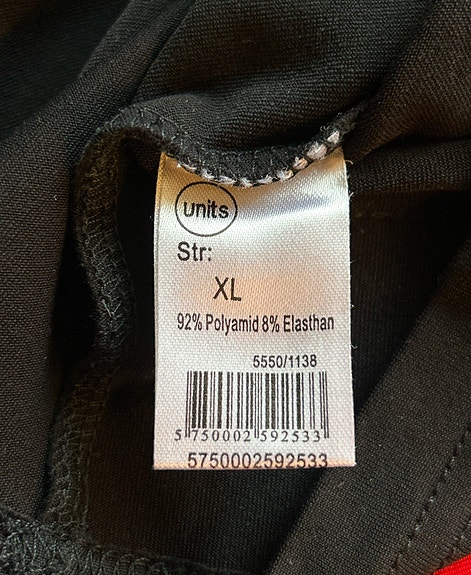 units
Str:
XL
92% Polyamid 8% Elasthan
5550/1138
5 750002 592533
5750002592533